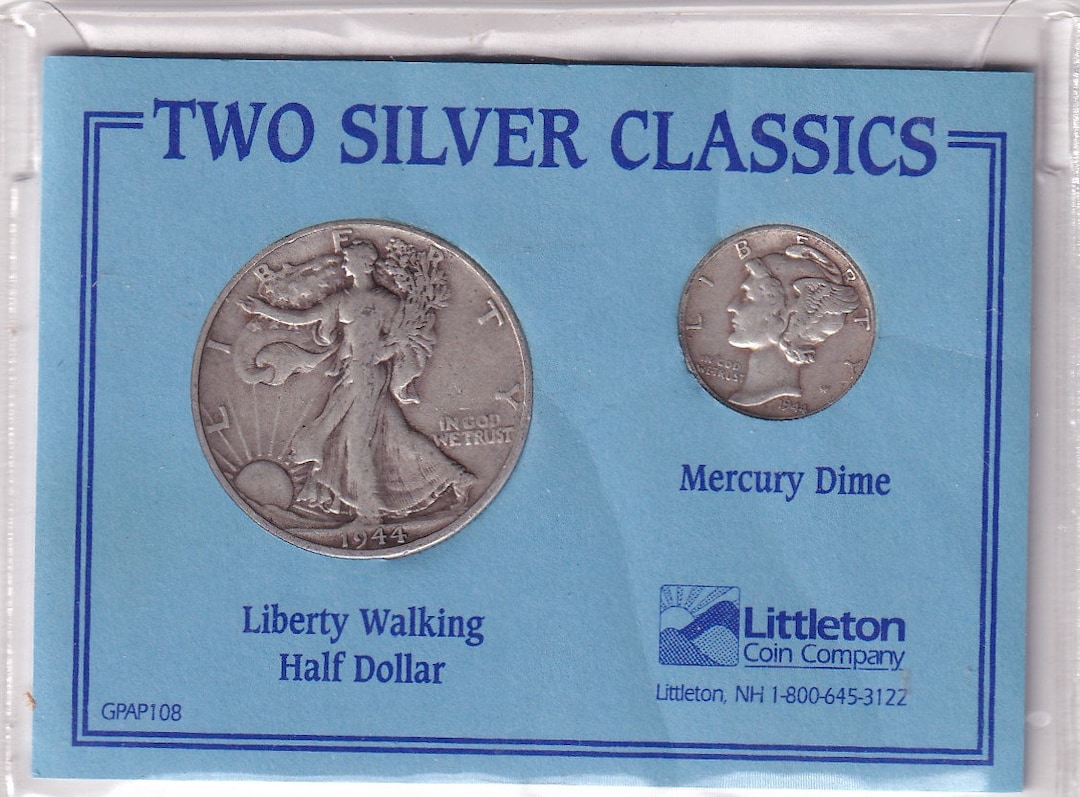 TWO SILVER CLASSICS
LIBERTY
IN GOD
WE TRUST
1944
LIBERTY
IN GOD
WE TRUST
1944
Liberty Walking
Half Dollar
Mercury Dime
Littleton
Coin Company
Littleton, NH 1-800-645-3122
GPAP108